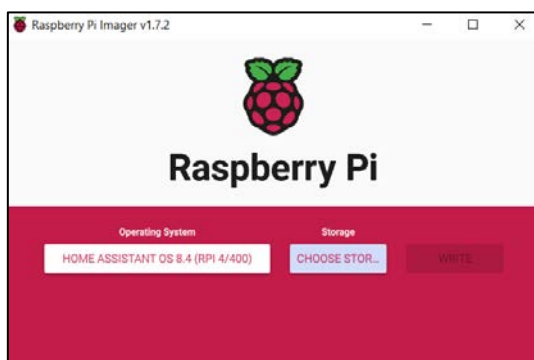 Raspberry Pi Imager v1.7.2
Raspberry Pi
Operating System Storage
HOME ASSISTANT OS 8.4 (RPI 4/400) CHOOSE STOR... WRITE